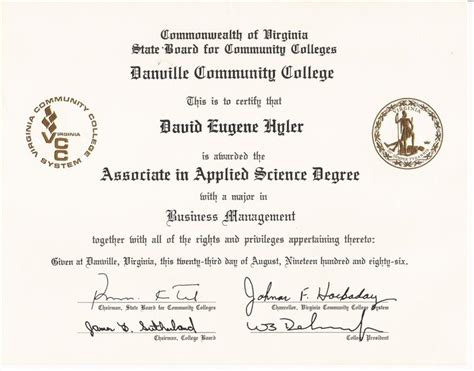 Commonwealth of Virginia
State Board for Community Colleges
Danville Community College
This is to certify that
David Eugene Hyler
is awarded the
Associate in Applied Science Degree
with a major in
Business Management
together with all of the rights and privileges appertaining thereto:
Given at Danville, Virginia, this twenty-third day of August, Nineteen hundred and eighty-six.
VIRGINIA COMMUNITY COLLEGE SYSTEM
VIRGINIA
VCC
VIRGINIA
Chairman, State Board for Community Colleges
Chancellor, Virginia Community College System
Chairman, College Board
College President